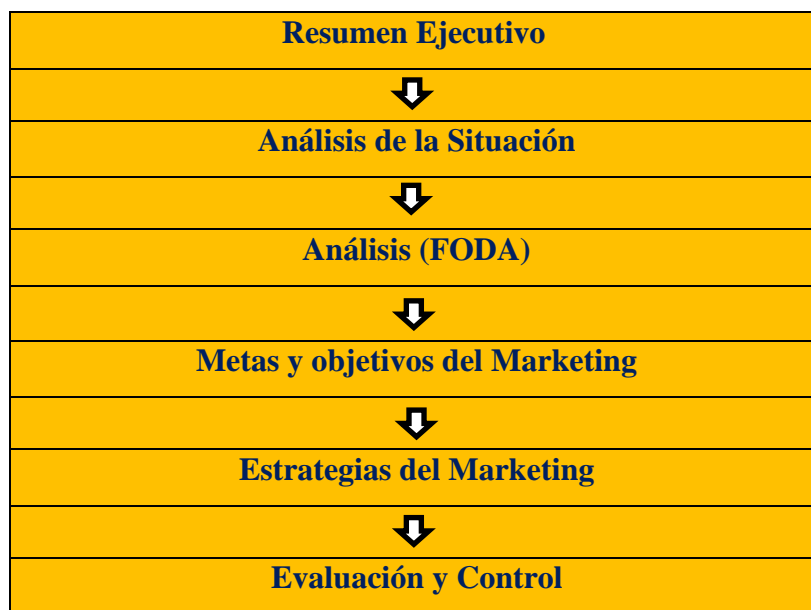 Resumen Ejecutivo
Análisis de la Situación
Análisis (FODA)
Metas y objetivos del Marketing
Estrategias del Marketing
Evaluación y Control